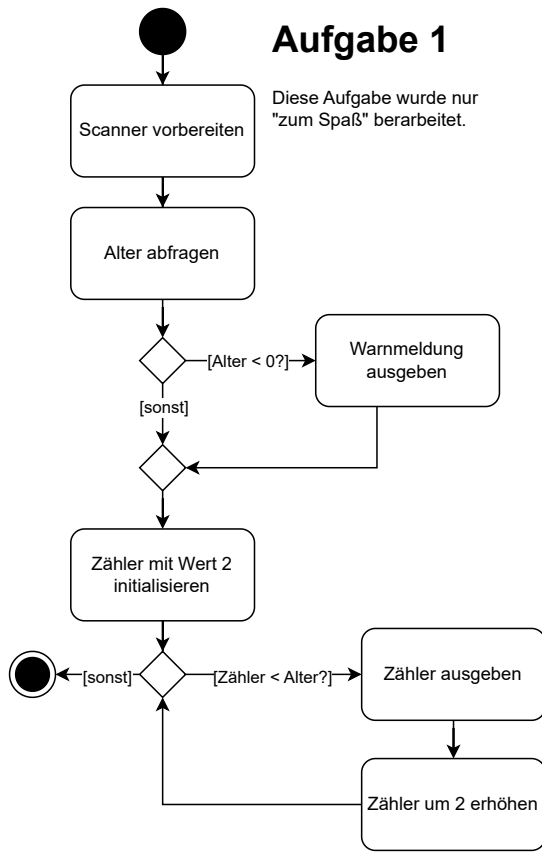 Aufgabe 1
Diese Aufgabe wurde nur
"zum Spaß" berarbeitet.
Scanner vorbereiten
Alter abfragen
[Alter < 0?]
Warnmeldung
ausgeben
[sonst]
Zähler mit Wert 2
initialisieren
[sonst]
[Zähler < Alter?]
Zähler ausgeben
Zähler um 2 erhöhen